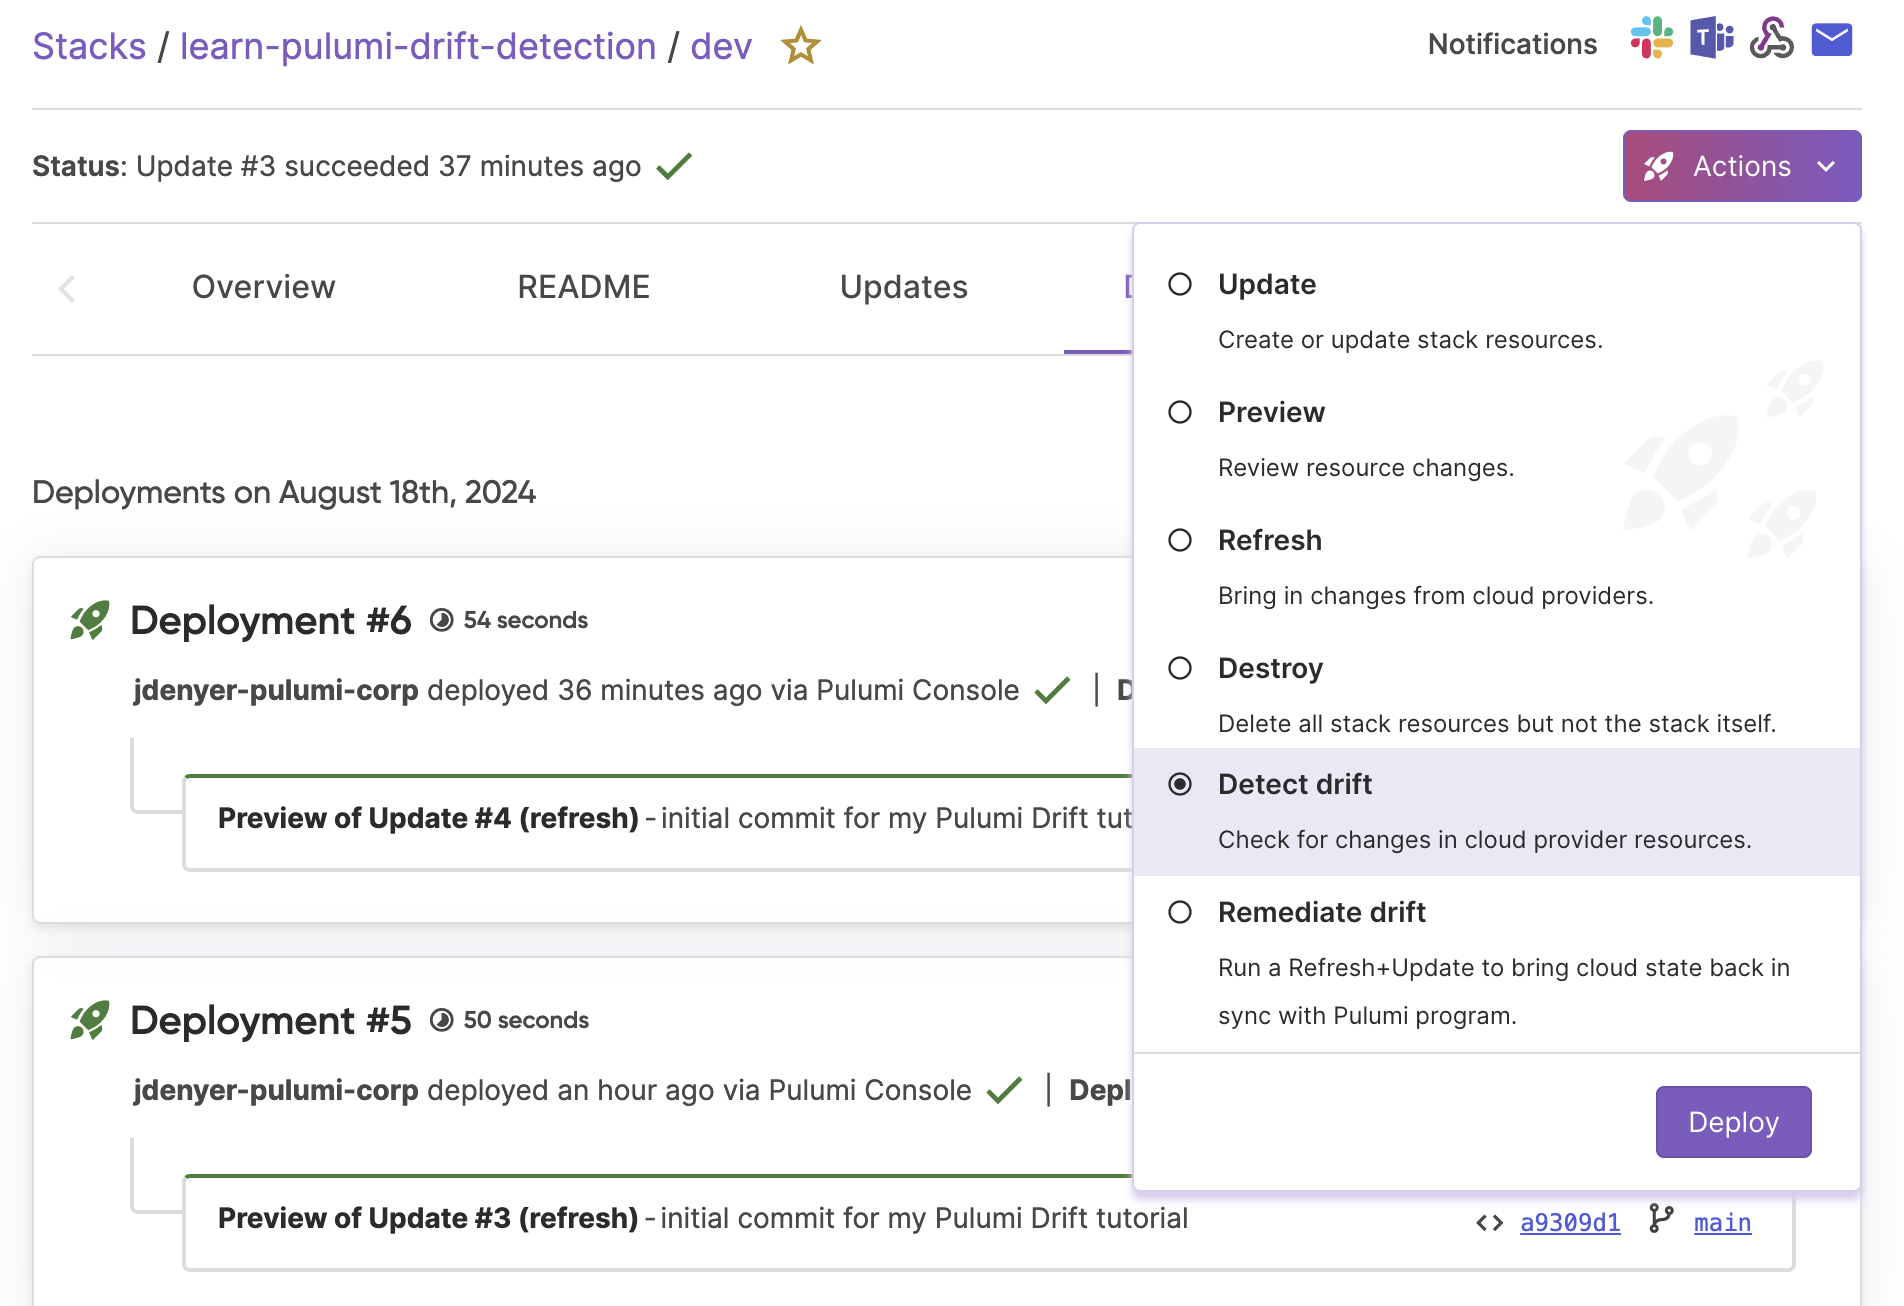 Stacks / learn-pulumi-drift-detection / dev
Notifications
Status: Update #3 succeeded 37 minutes ago
Actions
Overview
README
Updates
Update
Create or update stack resources.
Preview
Review resource changes.
Refresh
Bring in changes from cloud providers.
Destroy
Delete all stack resources but not the stack itself.
Detect drift
Check for changes in cloud provider resources.
Remediate drift
Run a Refresh+Update to bring cloud state back in
sync with Pulumi program.
Deploy
Deployments on August 18th, 2024
Deployment #6 54 seconds
jdenyer-pulumi-corp deployed 36 minutes ago via Pulumi Console |
Preview of Update #4 (refresh) - initial commit for my Pulumi Drift tut
Deployment #5 50 seconds
jdenyer-pulumi-corp deployed an hour ago via Pulumi Console | Depl
Preview of Update #3 (refresh) - initial commit for my Pulumi Drift tutorial
a9309d1 main